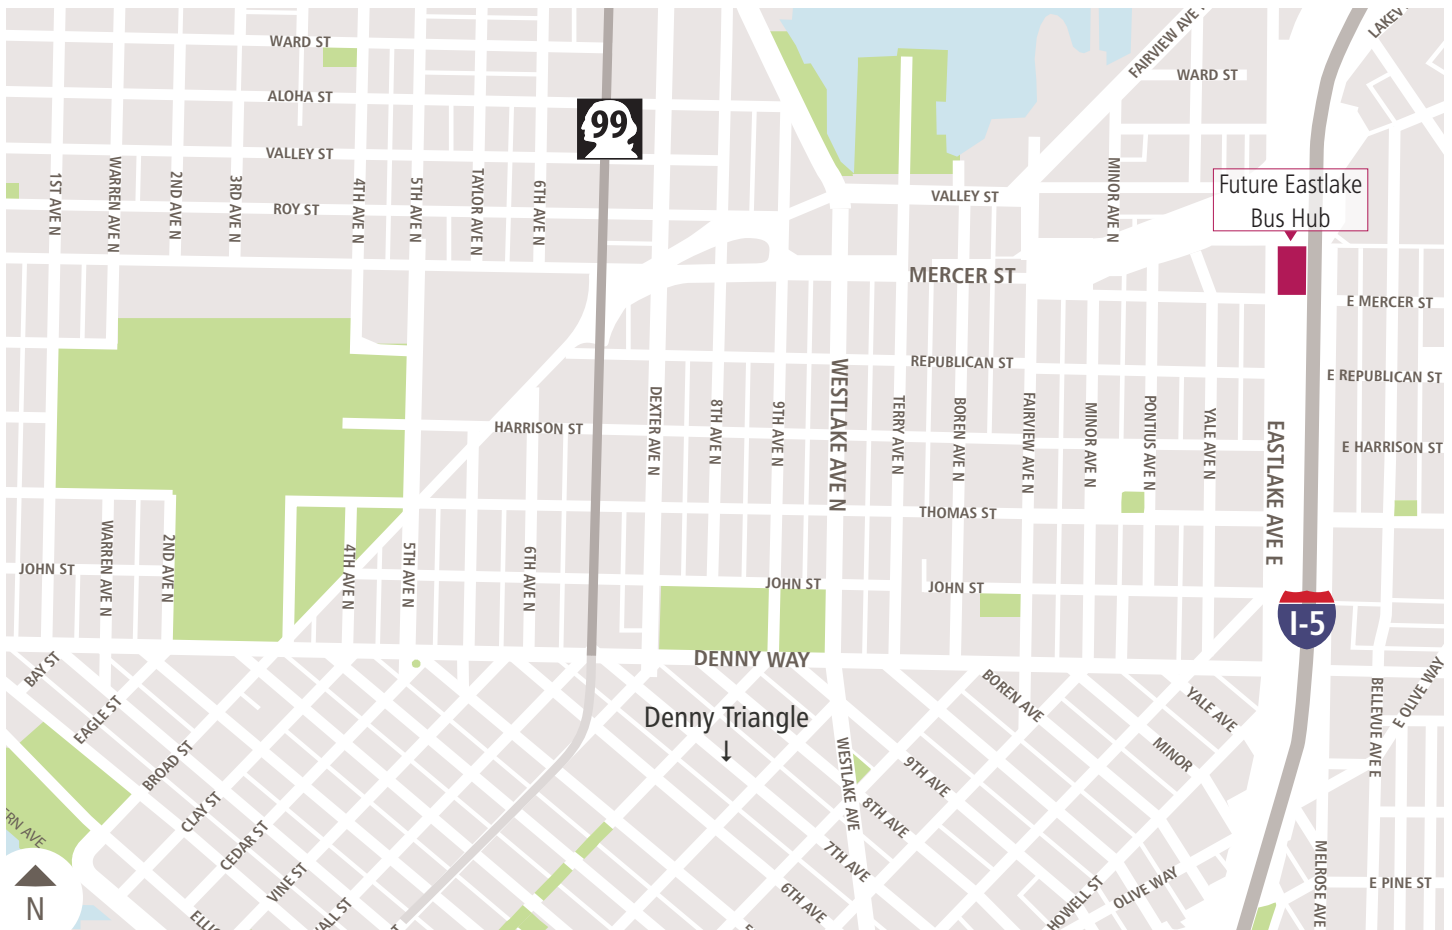 WARD ST
ALOHA ST
VALLEY ST
ROY ST
1ST AVE N
WARREN AVE N
2ND AVE N
3RD AVE N
4TH AVE N
5TH AVE N
TAYLOR AVE N
6TH AVE N
99
FAIRVIEW AVE N
WARD ST
VALLEY ST
MINOR AVE N
Future Eastlake
Bus Hub
MERCER ST
E MERCER ST
REPUBLICAN ST
E REPUBLICAN ST
HARRISON ST
DEXTER AVE N
8TH AVE N
9TH AVE N
WESTLAKE AVE N
TERRY AVE N
BOREN AVE N
FAIRVIEW AVE N
MINOR AVE N
PONTIUS AVE N
YALE AVE N
EASTLAKE AVE E
E HARRISON ST
THOMAS ST
JOHN ST
WARREN AVE N
2ND AVE N
4TH AVE N
5TH AVE N
6TH AVE N
JOHN ST
JOHN ST
I-5
DENNY WAY
BAY ST
EAGLE ST
BROAD ST
CLAY ST
CEDAR ST
VINE ST
Denny Triangle
↓
WESTLAKE AVE
BOREN AVE
9TH AVE
8TH AVE
7TH AVE
6TH AVE
YALE AVE
MINOR
HOWELL ST
OLIVE WAY
BELLEVUE AVE E
E OLIVE WAY
MELROSE AVE
E PINE ST
AVE
ST
N